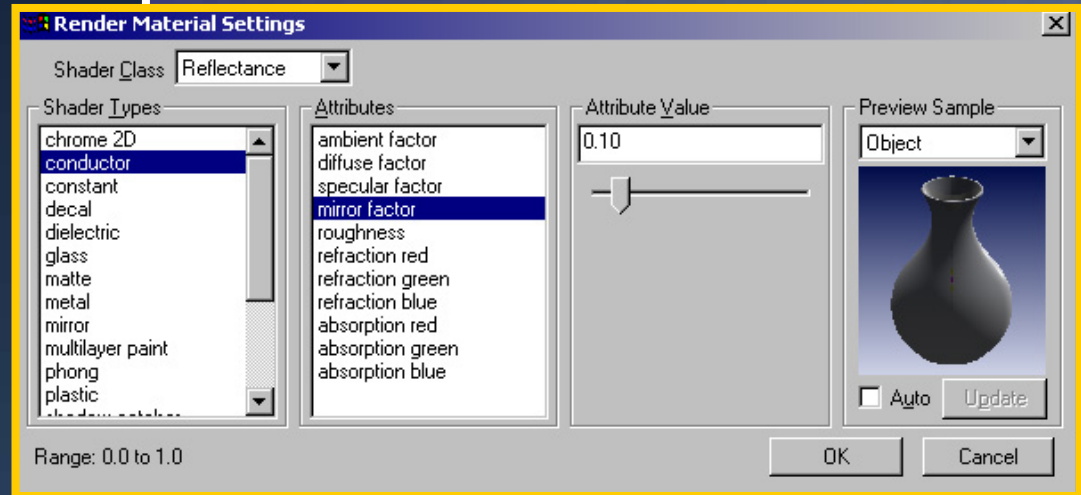 Render Material Settings
Shader Class Reflectance
Shader Types
chrome 2D
conductor
constant
decal
dielectric
glass
matte
metal
mirror
multilayer paint
phong
plastic
Attributes
ambient factor
diffuse factor
specular factor
mirror factor
roughness
refraction red
refraction green
refraction blue
absorption red
absorption green
absorption blue
Attribute Value
0.10
Preview Sample
Object
Auto
Update
Range: 0.0 to 1.0
OK
Cancel